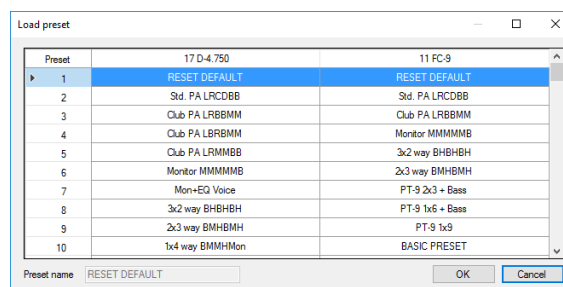 Load preset
Preset 17 D-4.750 11 FC-9
1 RESET DEFAULT RESET DEFAULT
2 Std. PA LRCDBB Std. PA LRCDBB
3 Club PA LRBBMM Club PA LRBBMM
4 Club PA LBRBMM Monitor MMMMMB
5 Club PA LRMMBB 3x2 way BHBHBH
6 Monitor MMMMMB 2x3 way BMHBMH
7 Mon+EQ Voice PT-9 2x3 + Bass
8 3x2 way BHBHBH PT-9 1x6 + Bass
9 2x3 way BMHBMH PT-9 1x9
10 1x4 way BMMHMon BASIC PRESET
Preset name RESET DEFAULT OK Cancel